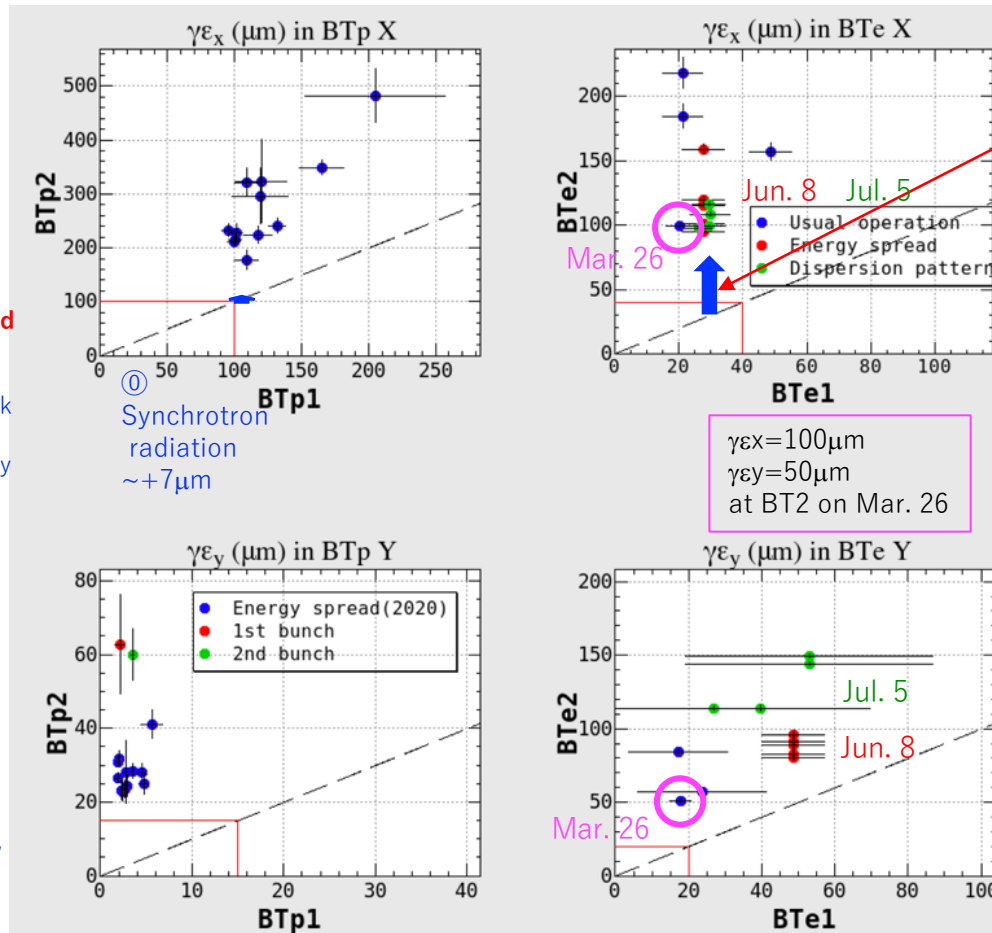 γεx (μm) in BTp X
BTp2
500
400
300
200
100
0
0 50 100 150 200 250
BTp1
γεx (μm) in BTe X
BTe2
200
150
100
50
0
0 20 40 60 80 100
BTe1
Jun. 8 Jul. 5
Mar. 26
Usual operation
Energy spread
Dispersion pattern
d
k
y
⓪
Synchrotron
radiation
~+7μm
γεx=100μm
γεy=50μm
at BT2 on Mar. 26
γεy (μm) in BTp Y
BTp2
80
60
40
20
0
0 10 20 30 40
BTp1
Energy spread(2020)
1st bunch
2nd bunch
γεy (μm) in BTe Y
BTe2
200
150
100
50
0
0 20 40 60 80 100
BTe1
Jul. 5
Jun. 8
Mar. 26